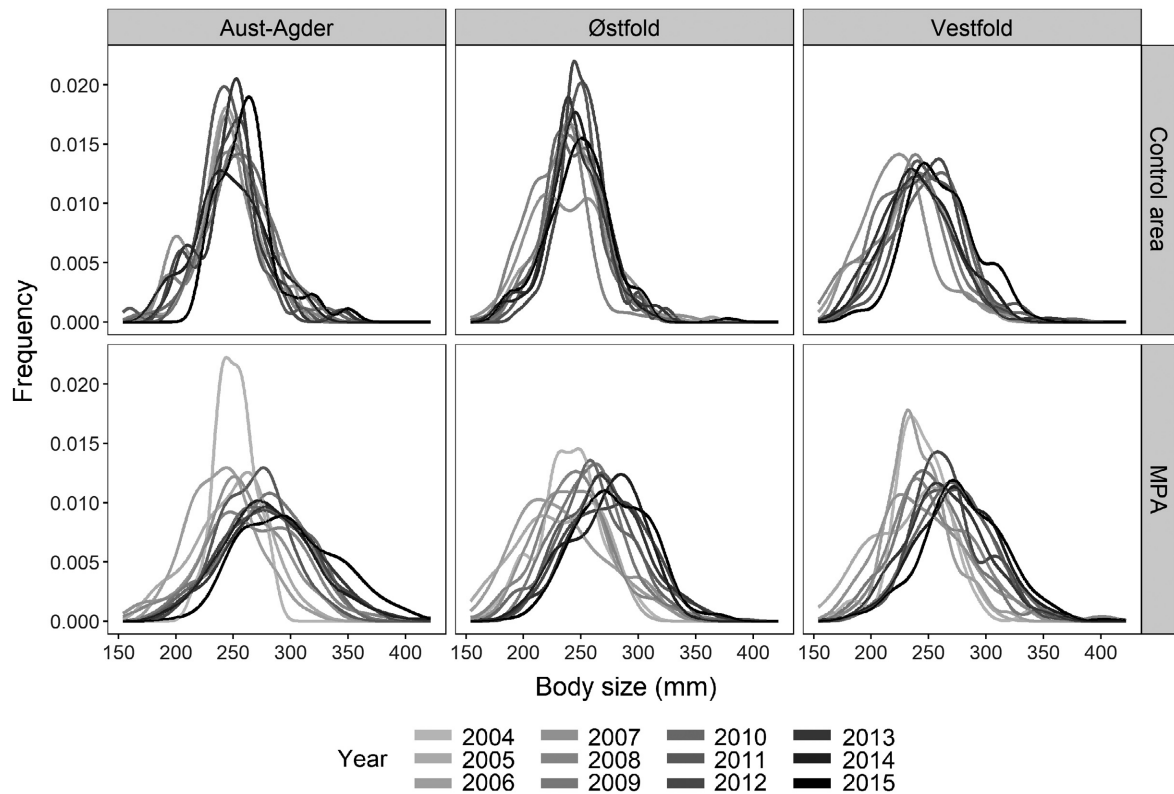 Aust-Agder Østfold Vestfold
0.020
0.015
0.010
0.005
0.000
Control area
Frequency
0.020
0.015
0.010
0.005
0.000
MPA
150 200 250 300 350 400 150 200 250 300 350 400 150 200 250 300 350 400
Body size (mm)
Year
2004 2007 2010 2013
2005 2008 2011 2014
2006 2009 2012 2015